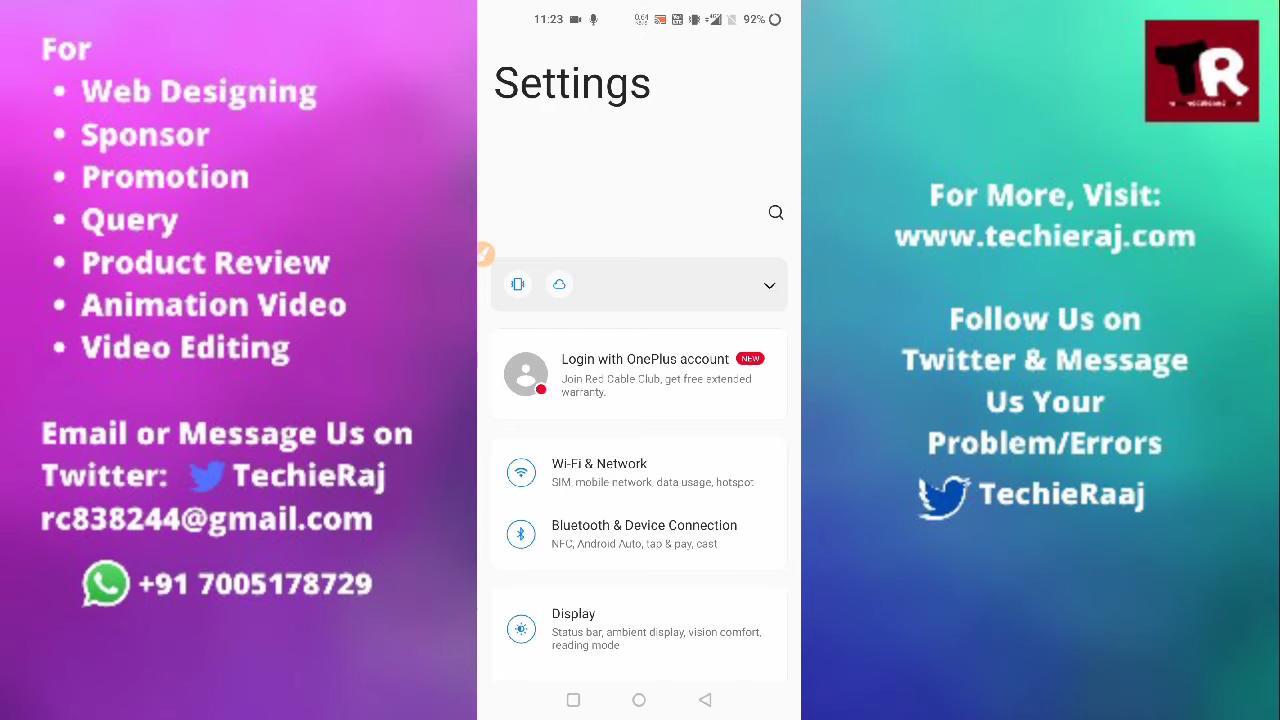 For
• Web Designing
• Sponsor
• Promotion
• Query
• Product Review
• Animation Video
• Video Editing
Email or Message Us on
Twitter: TechieRaj
rc838244@gmail.com
+91 7005178729
11:23
0.64
92%
Settings
Login with OnePlus account NEW
Join Red Cable Club, get free extended
warranty.
Wi-Fi & Network
SIM, mobile network, data usage, hotspot
Bluetooth & Device Connection
NFC, Android Auto, tap & pay, cast
Display
Status bar, ambient display, vision comfort,
reading mode
TR
For More, Visit:
www.techieraj.com
Follow Us on
Twitter & Message
Us Your
Problem/Errors
TechieRaaj